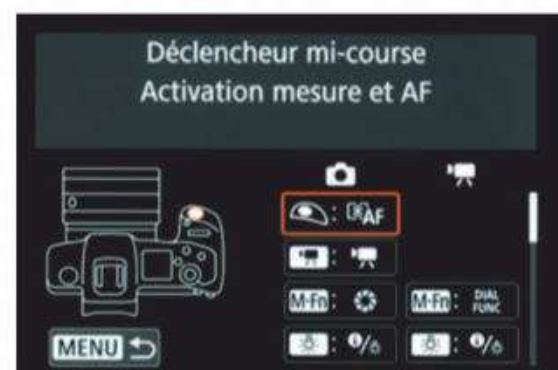 Déclencheur mi-course
Activation mesure et AF
: AF
:
M-Fn : M-Fn : DIAL FUNC
: :
MENU